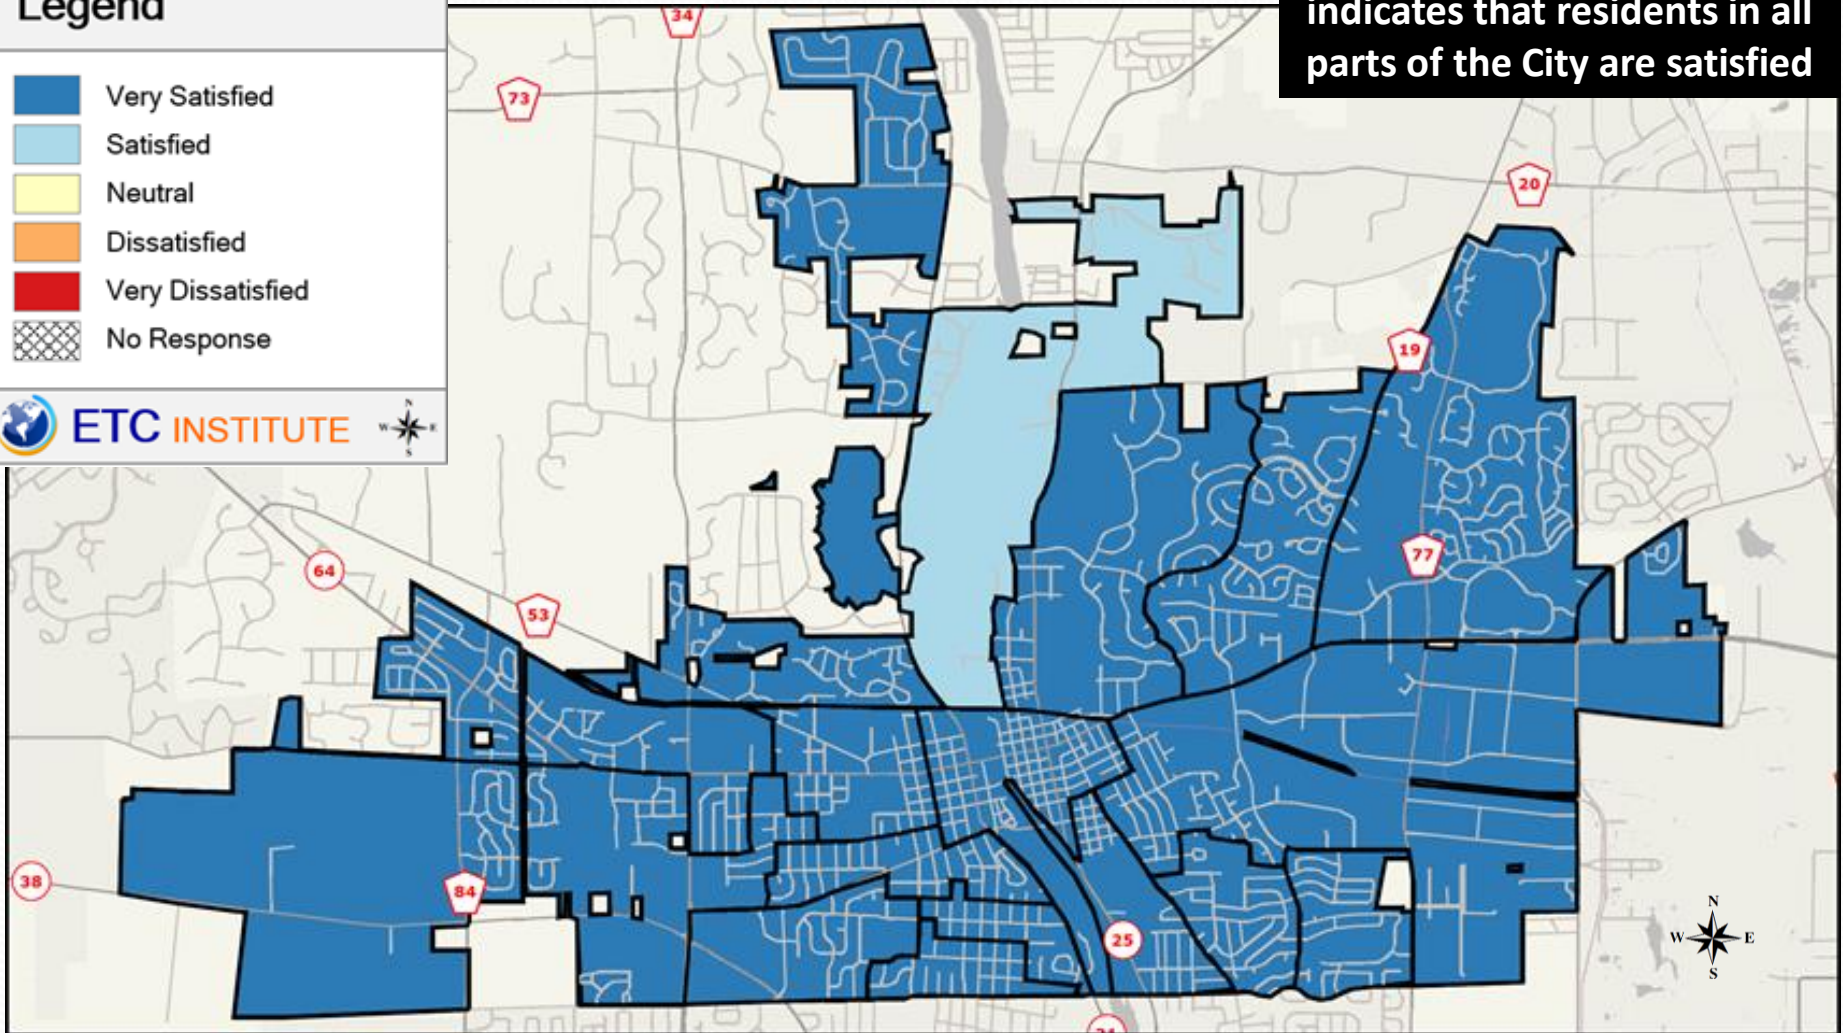 Legend
indicates that residents in all
parts of the City are satisfied
Very Satisfied
Satisfied
Neutral
Dissatisfied
Very Dissatisfied
No Response
ETC INSTITUTE
N
W E
S
34
73
20
19
77
64
53
38
84
25
N
W E
S